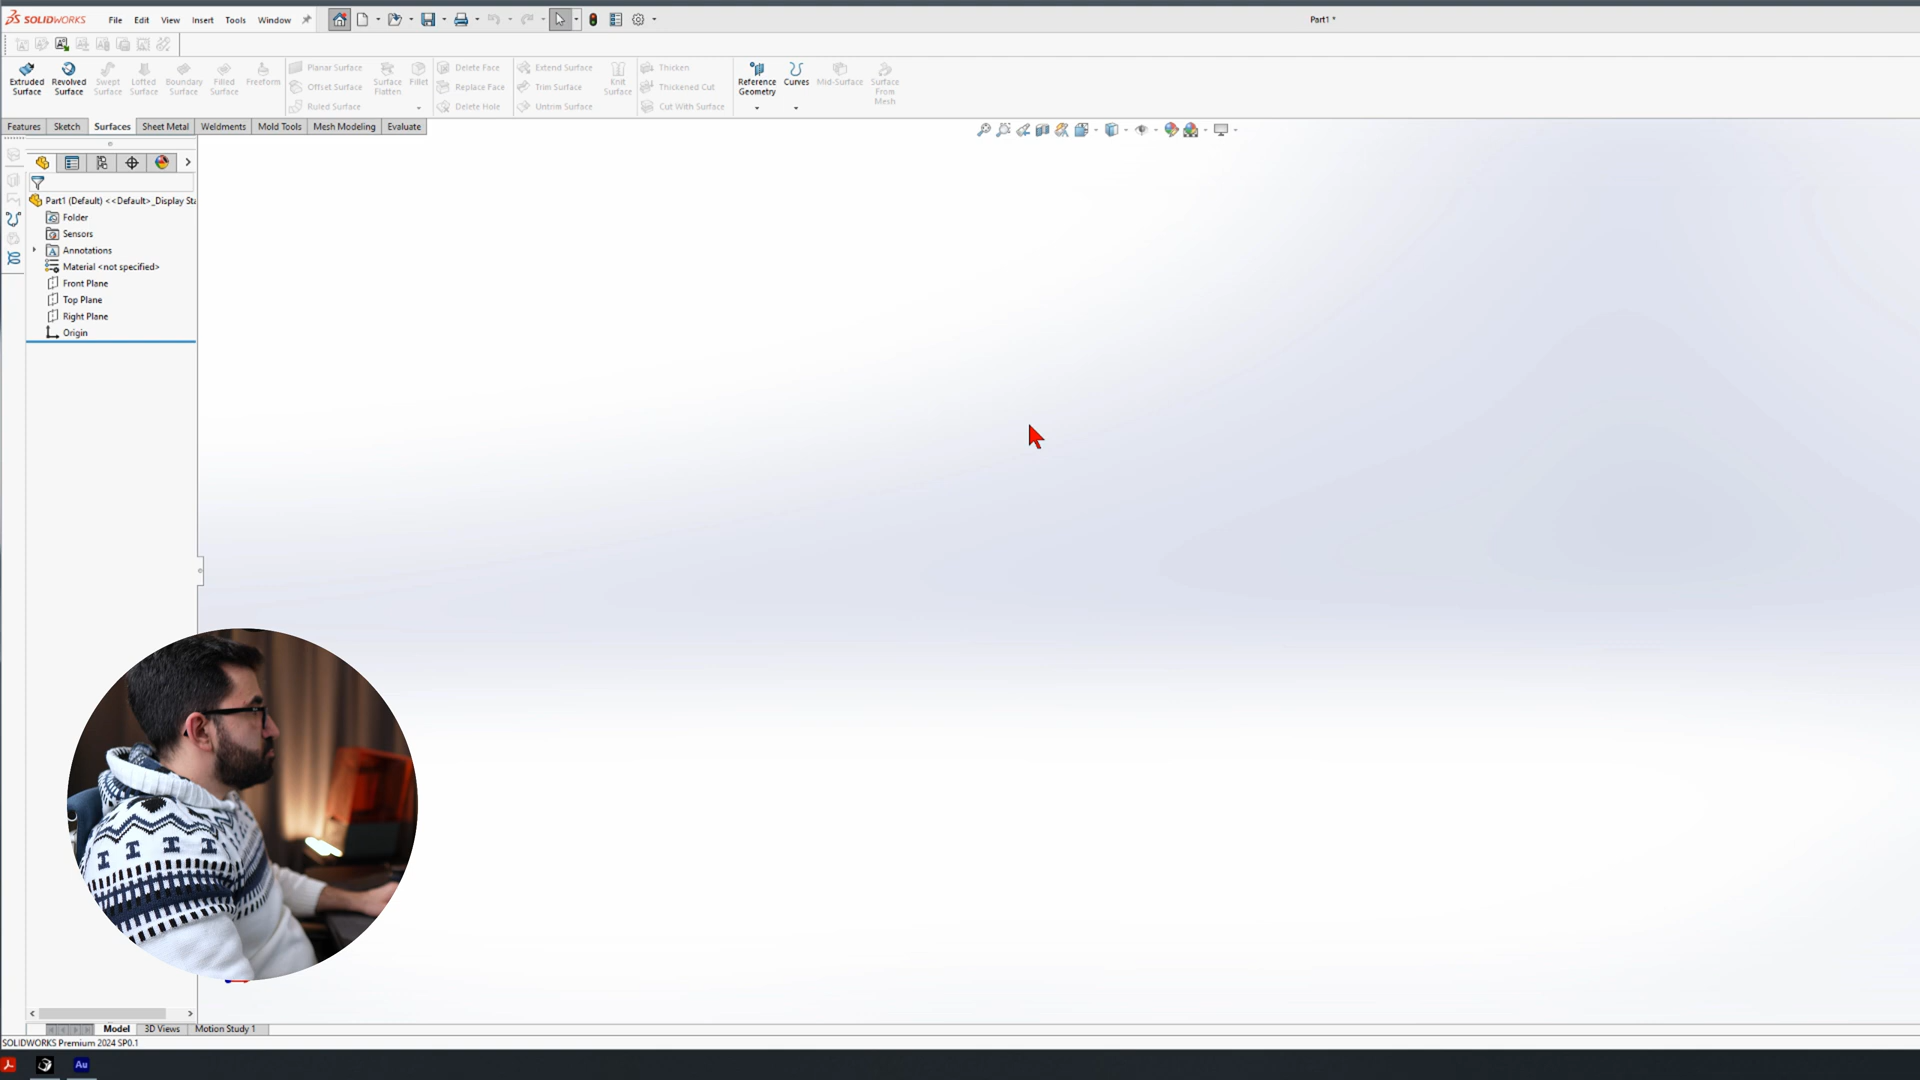 SOLIDWORKS File Edit View Insert Tools Window Part1 *
Extruded Surface
Revolved Surface
Swept Surface
Lofted Surface
Boundary Surface
Filled Surface
Freeform
Planar Surface
Offset Surface
Ruled Surface
Surface Flatten
Fillet
Delete Face
Replace Face
Delete Hole
Extend Surface
Trim Surface
Untrim Surface
Knit Surface
Thicken
Thickened Cut
Cut With Surface
Reference Geometry
Curves
Mid-Surface
Surface From Mesh
Features Sketch Surfaces Sheet Metal Weldments Mold Tools Mesh Modeling Evaluate
Part1 (Default) <<Default>_Display Sta
Folder
Sensors
Annotations
Material <not specified>
Front Plane
Top Plane
Right Plane
Origin
Model 3D Views Motion Study 1
SOLIDWORKS Premium 2024 SP0.1
Au